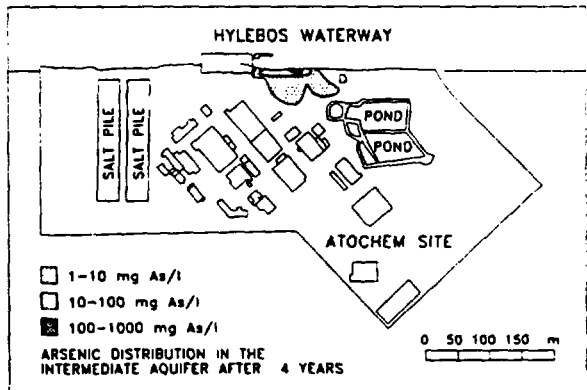 HYLEBOS WATERWAY
SALT PILE
SALT PILE
POND
POND
ATOCHEM SITE
1-10 mg As/l
10-100 mg As/l
100-1000 mg As/l
ARSENIC DISTRIBUTION IN THE
INTERMEDIATE AQUIFER AFTER 4 YEARS
0 50 100 150 m